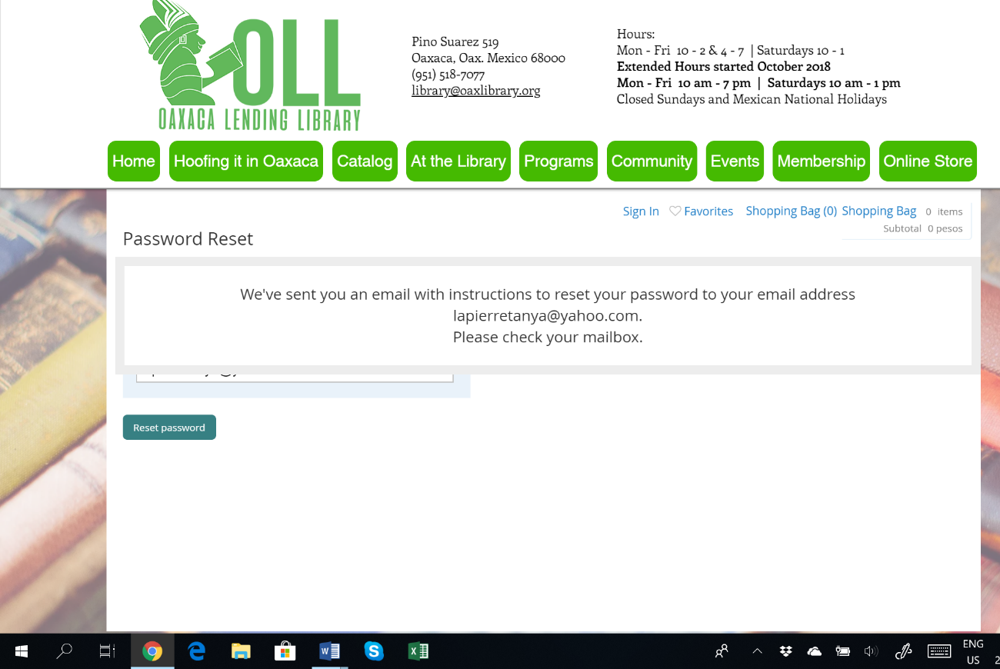 OLL
OAXACA LENDING LIBRARY
Pino Suarez 519
Oaxaca, Oax. Mexico 68000
(951) 518-7077
library@oaxlibrary.org
Hours:
Mon - Fri 10 - 2 & 4 - 7 | Saturdays 10 - 1
Extended Hours started October 2018
Mon - Fri 10 am - 7 pm | Saturdays 10 am - 1 pm
Closed Sundays and Mexican National Holidays
Home Hoofing it in Oaxaca Catalog At the Library Programs Community Events Membership Online Store
Sign In Favorites Shopping Bag (0) Shopping Bag 0 items
Subtotal 0 pesos
Password Reset
We've sent you an email with instructions to reset your password to your email address
lapierretanya@yahoo.com.
Please check your mailbox.
Reset password
ENG
US 2